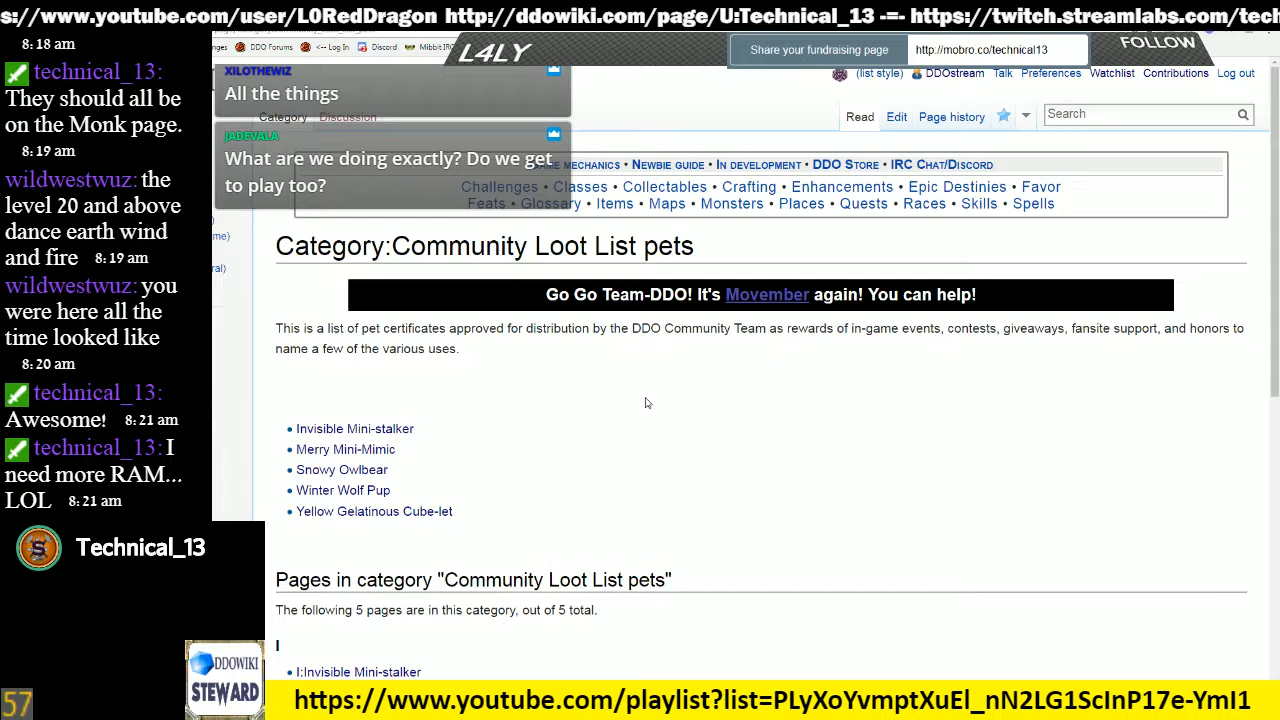 s://www.youtube.com/user/L0RedDragon http://ddowiki.com/page/U:Technical_13 -=- https://twitch.streamlabs.com/tech
8:18 am
technical_13:
They should all be
on the Monk page.
8:19 am
wildwestwuz: the
level 20 and above
dance earth wind
and fire 8:19 am
wildwestwuz: you
were here all the
time looked like
8:20 am
technical_13:
Awesome! 8:21 am
technical_13: I
need more RAM...
LOL 8:21 am
Technical_13
DDOWIKI
STEWARD
57
nges DDO Forums <-- Log In Discord Mibbit IRC
L4LY
Share your fundraising page http://mobro.co/technical13
FOLLOW
XILOTHEWIZ
All the things
JADEVALA
What are we doing exactly? Do we get
to play too?
(list style) DDOstream Talk Preferences Watchlist Contributions Log out
Category Discussion
Read Edit Page history Search
me)
ral)
MECHANICS • NEWBIE GUIDE • IN DEVELOPMENT • DDO STORE • IRC CHAT/DISCORD
Challenges • Classes • Collectables • Crafting • Enhancements • Epic Destinies • Favor
Feats • Glossary • Items • Maps • Monsters • Places • Quests • Races • Skills • Spells
Category:Community Loot List pets
Go Go Team-DDO! It's Movember again! You can help!
This is a list of pet certificates approved for distribution by the DDO Community Team as rewards of in-game events, contests, giveaways, fansite support, and honors to
name a few of the various uses.
• Invisible Mini-stalker
• Merry Mini-Mimic
• Snowy Owlbear
• Winter Wolf Pup
• Yellow Gelatinous Cube-let
Pages in category "Community Loot List pets"
The following 5 pages are in this category, out of 5 total.
I
• I:Invisible Mini-stalker
https://www.youtube.com/playlist?list=PLyXoYvmptXuEl_nN2LG1ScInP17e-YmI1